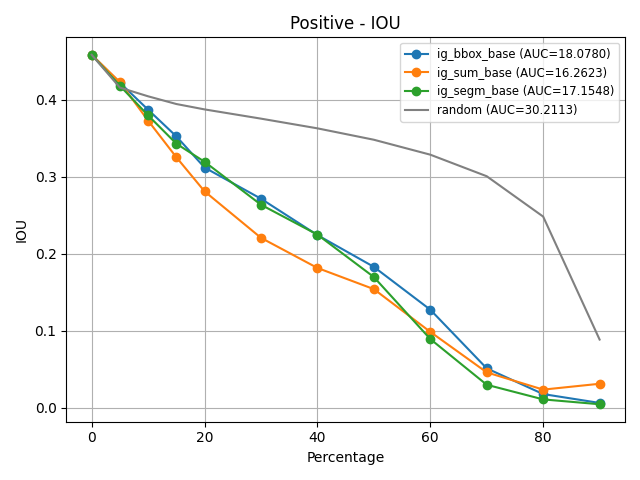 Positive - IOU
ig_bbox_base (AUC=18.0780)
ig_sum_base (AUC=16.2623)
ig_segm_base (AUC=17.1548)
random (AUC=30.2113)
IOU
0.4
0.3
0.2
0.1
0.0
0 20 40 60 80
Percentage